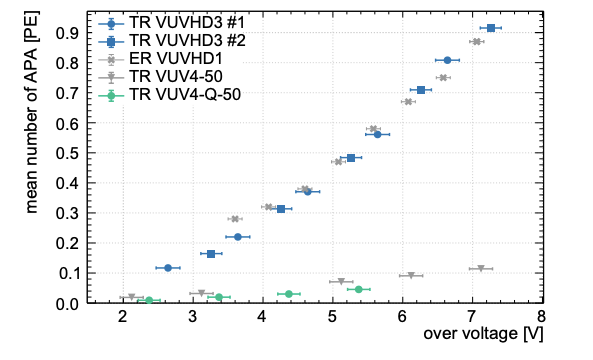 mean number of APA [PE]
TR VUVHD3 #1
TR VUVHD3 #2
ER VUVHD1
TR VUV4-50
TR VUV4-Q-50
0.9
0.8
0.7
0.6
0.5
0.4
0.3
0.2
0.1
0.0
2 3 4 5 6 7 8
over voltage [V]